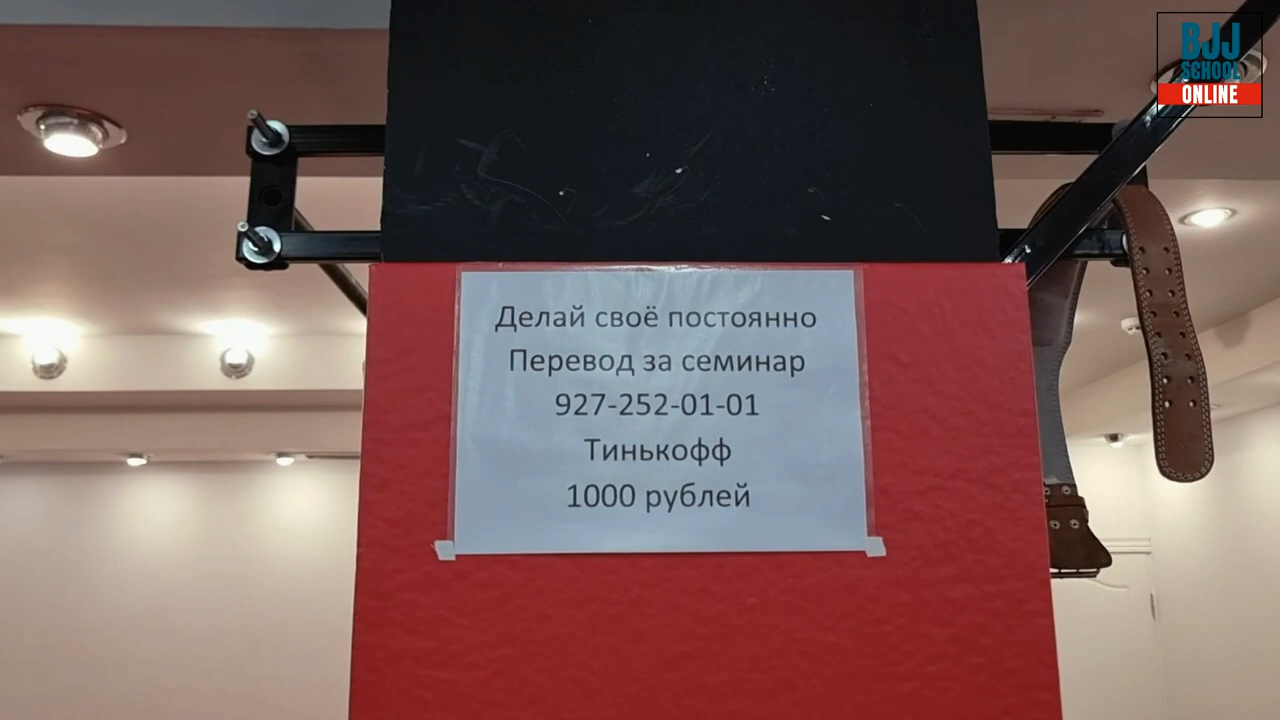 BJJ
SCHOOL
ONLINE
Делай своё постоянно
Перевод за семинар
927-252-01-01
Тинькофф
1000 рублей